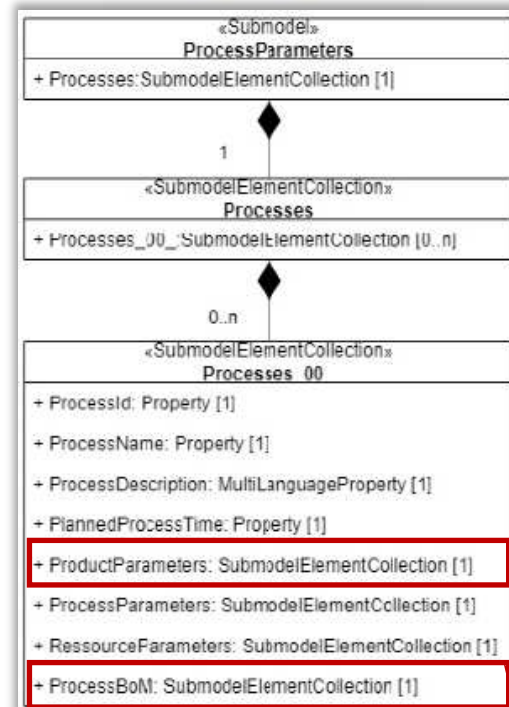 «Submodel»
ProcessParameters
+ Processes:SubmodelElementCollection [1]
1
«SubmodelElementCollection»
Processes
+ Processes_00_:SubmodelElementCollection [0..n]
0..n
«SubmodelElementCollection»
Processes_00
+ ProcessId: Property [1]
+ ProcessName: Property [1]
+ ProcessDescription: MultiLanguageProperty [1]
+ PlannedProcessTime: Property [1]
+ ProductParameters: SubmodelElementCollection [1]
+ ProcessParameters: SubmodelElementCollection [1]
+ RessourceParameters: SubmodelElementCollection [1]
+ ProcessBoM: SubmodelElementCollection [1]